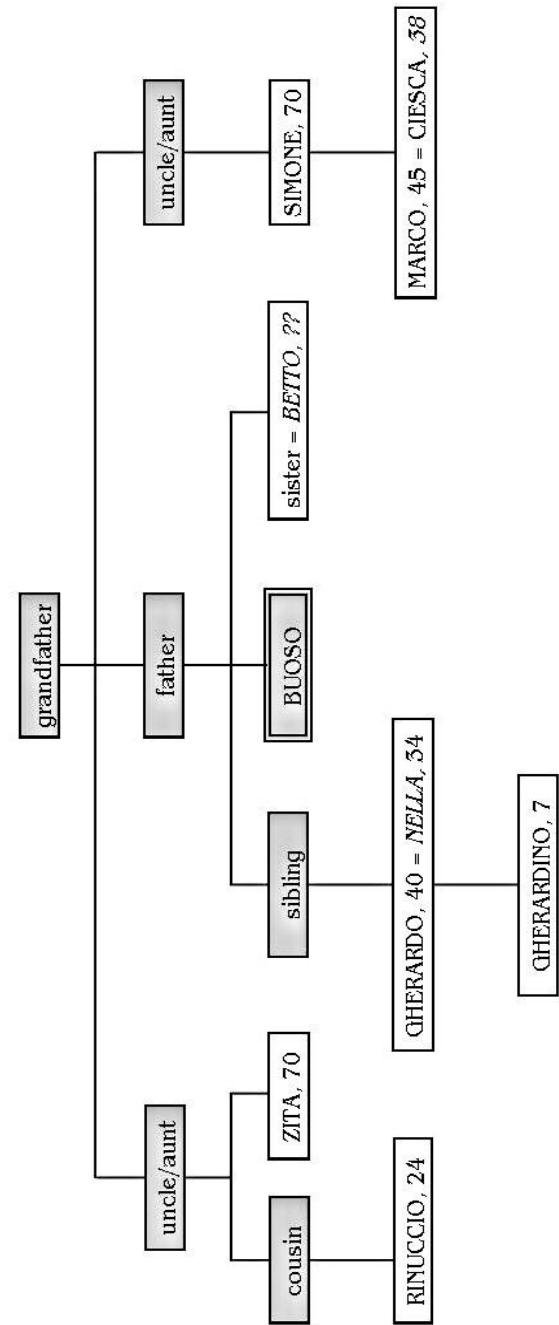 grandfather
uncle/aunt
father
uncle/aunt
cousin
ZITA, 70
sibling
BUOSO
sister = BETTO, ??
SIMONE, 70
RINUCCIO, 24
GHERARDO, 40 = NELLA, 34
MARCO, 45 = CIESCA, 38
GHERARDINO, 7